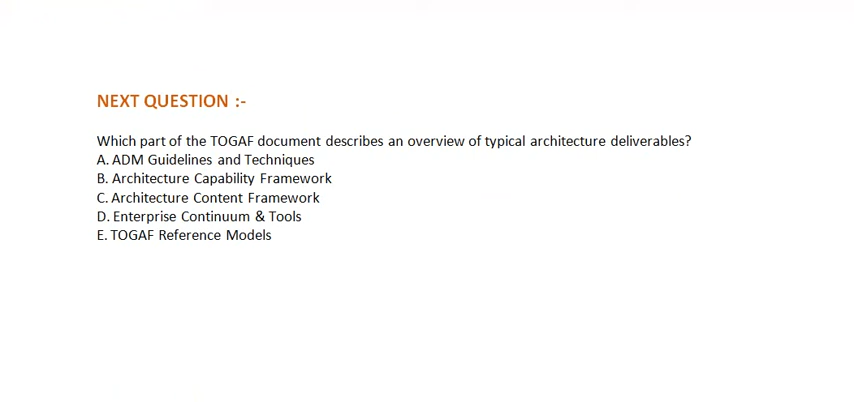 NEXT QUESTION :-
Which part of the TOGAF document describes an overview of typical architecture deliverables?
A. ADM Guidelines and Techniques
B. Architecture Capability Framework
C. Architecture Content Framework
D. Enterprise Continuum & Tools
E. TOGAF Reference Models